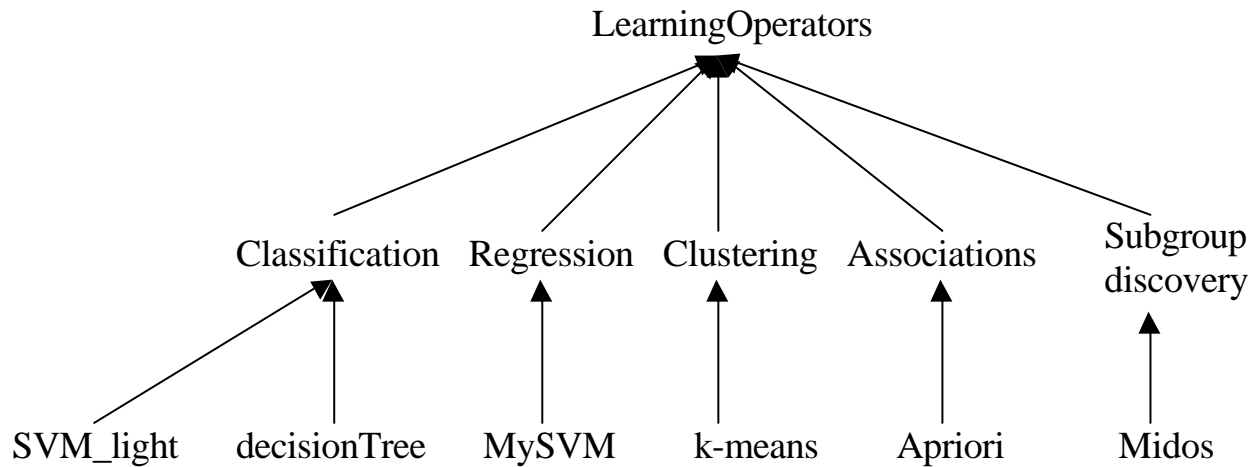 LearningOperators
Classification Regression Clustering Associations Subgroup
discovery
SVM_light decisionTree MySVM k-means Apriori Midos